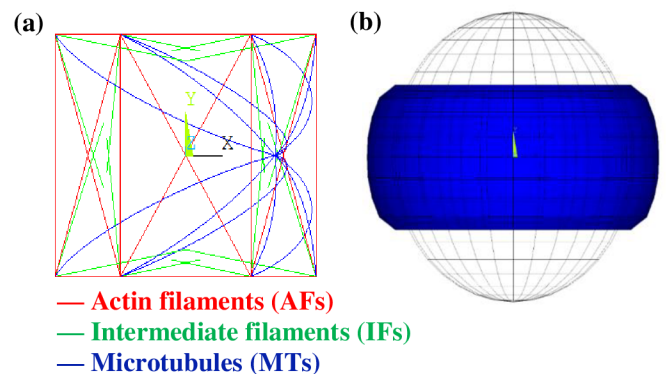 (a)
(b)
Y
Z X
Actin filaments (AFs)
Intermediate filaments (IFs)
Microtubules (MTs)